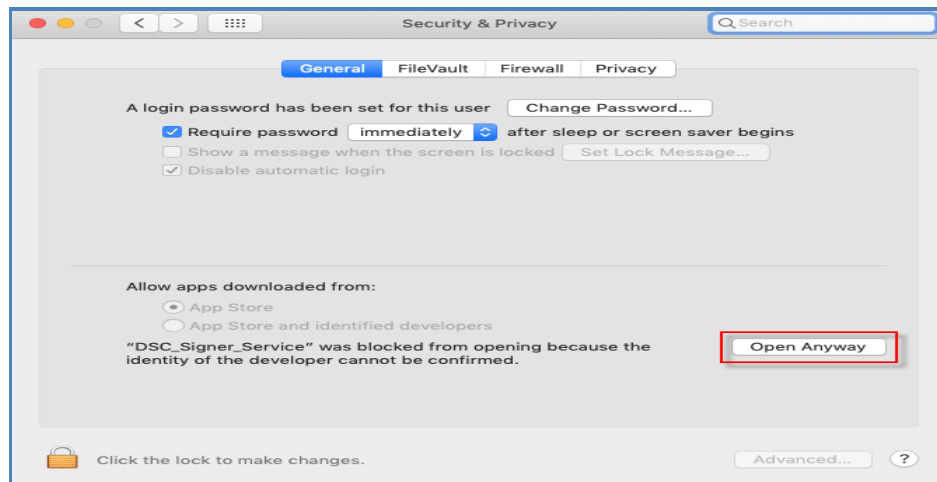 Security & Privacy
Search
General FileVault Firewall Privacy
A login password has been set for this user Change Password...
Require password immediately after sleep or screen saver begins
Show a message when the screen is locked Set Lock Message...
Disable automatic login
Allow apps downloaded from:
App Store
App Store and identified developers
“DSC_Signer_Service” was blocked from opening because the
identity of the developer cannot be confirmed.
Open Anyway
Click the lock to make changes.
Advanced... ?